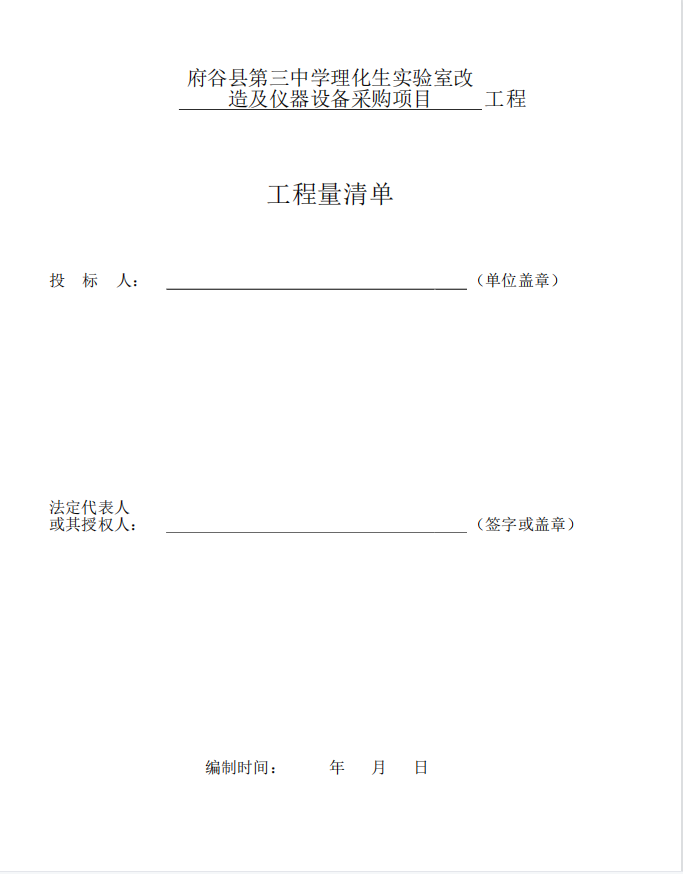 府谷县第三中学理化生实验室改
造及仪器设备采购项目 工程
工程量清单
投 标 人: （单位盖章）
法定代表人
或其授权人: （签字或盖章）
编制时间: 年 月 日